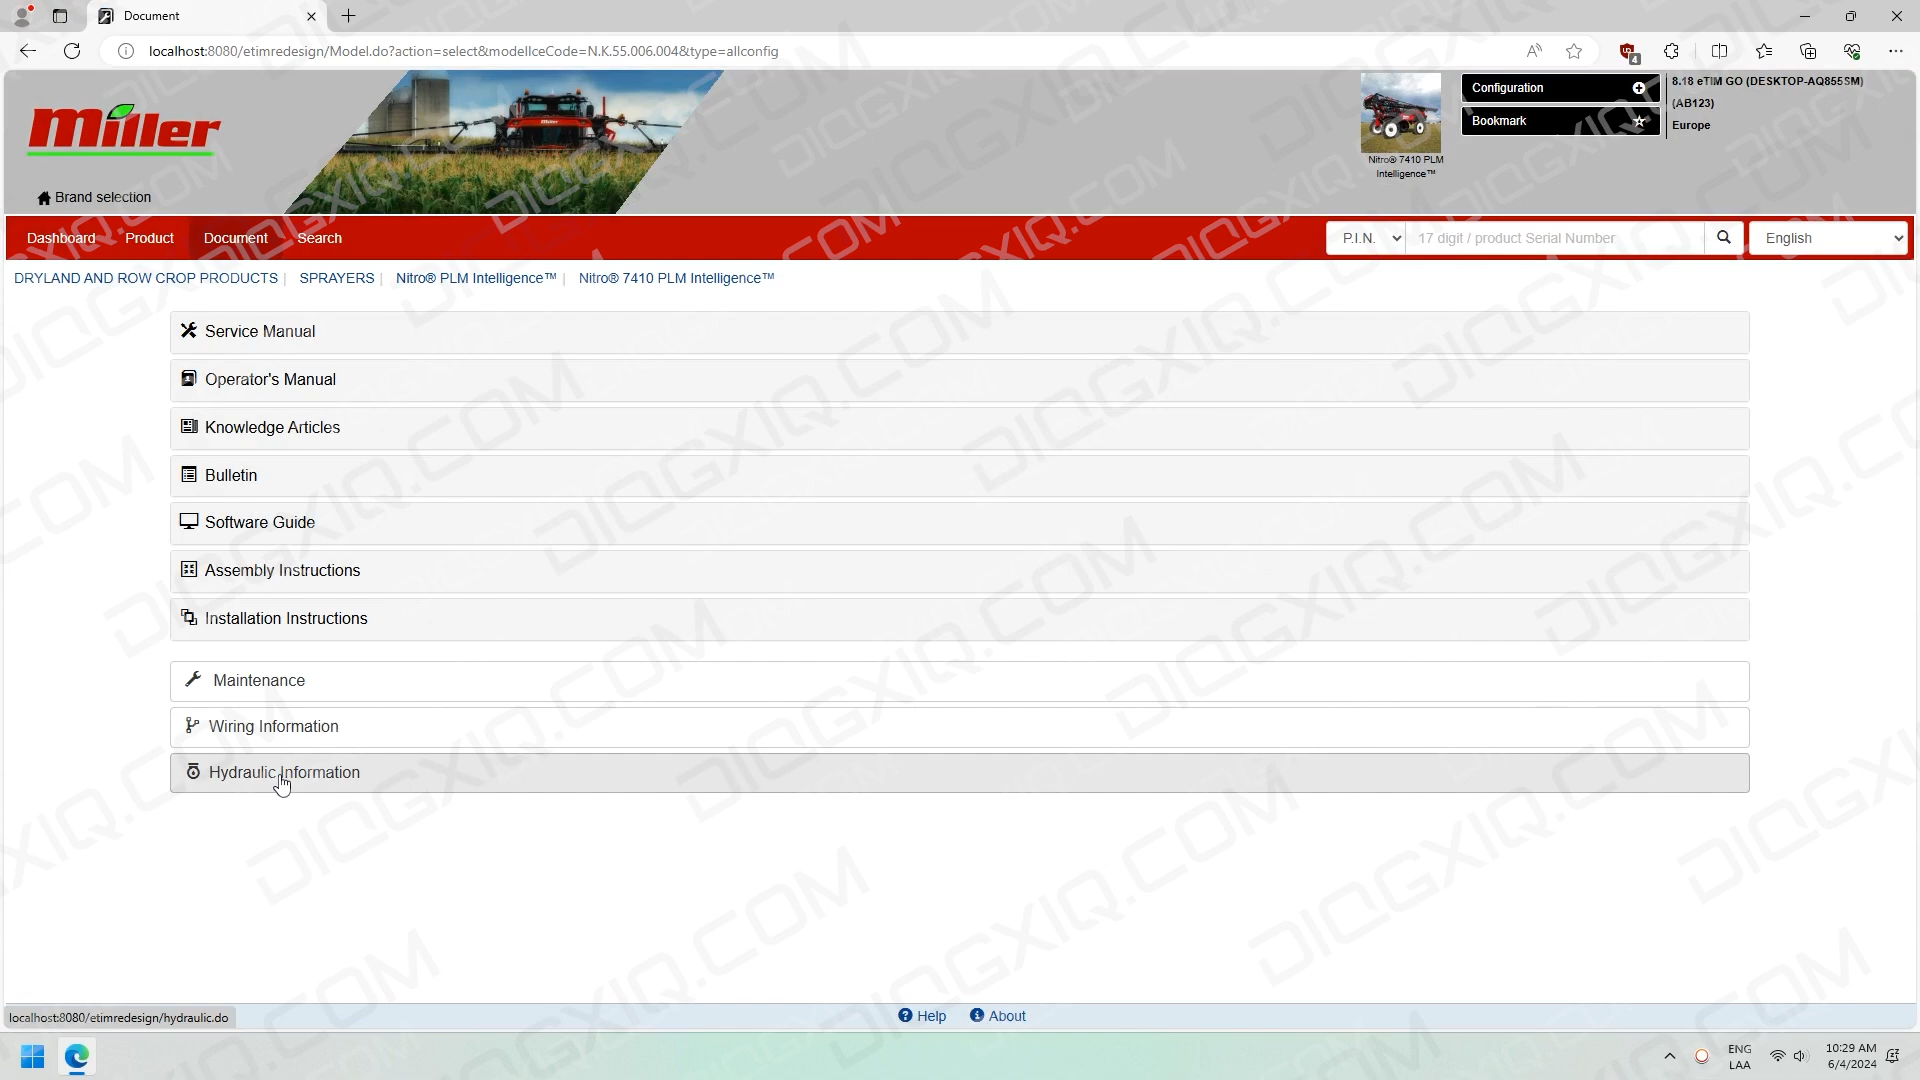 Document
localhost:8080/etimredesign/Model.do?action=select&modelIceCode=N.K.55.006.004&type=allconfig
4
Miller
Brand selection
Nitro® 7410 PLM
Intelligence™
Configuration
Bookmark
8.18 eTIM GO (DESKTOP-AQ855SM)
(AB123)
Europe
Dashboard Product Document Search
P.I.N. 17 digit / product Serial Number English
DRYLAND AND ROW CROP PRODUCTS | SPRAYERS | Nitro® PLM Intelligence™ | Nitro® 7410 PLM Intelligence™
Service Manual
Operator's Manual
Knowledge Articles
Bulletin
Software Guide
Assembly Instructions
Installation Instructions
Maintenance
Wiring Information
Hydraulic Information
localhost:8080/etimredesign/hydraulic.do
Help About
ENG
LAA
10:29 AM
6/4/2024
DIQGXIQ.COM